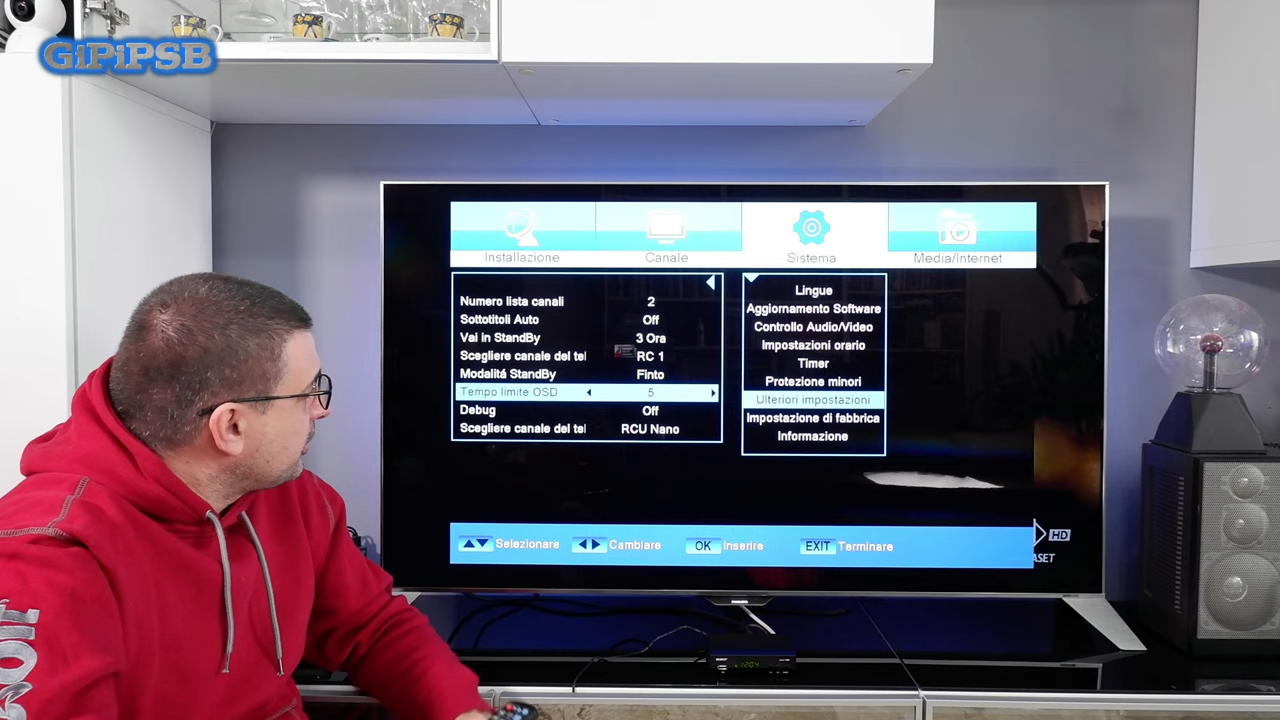 GiPiPSB
Installazione
Canale
Sistema
Media/Internet
Numero lista canali 2
Sottotitoli Auto Off
Vai in StandBy 3 Ora
Scegliere canale del tel RC 1
Modalitá StandBy Finto
Tempo limite OSD 5
Debug Off
Scegliere canale del tel RCU Nano
Lingue
Aggiornamento Software
Controllo Audio/Video
Impostazioni orario
Timer
Protezione minori
Ulteriori impostazioni
Impostazione di fabbrica
Informazione
Selezionare
Cambiare
OK Inserire
EXIT Terminare
HD
ASET
PHILIPS
1204